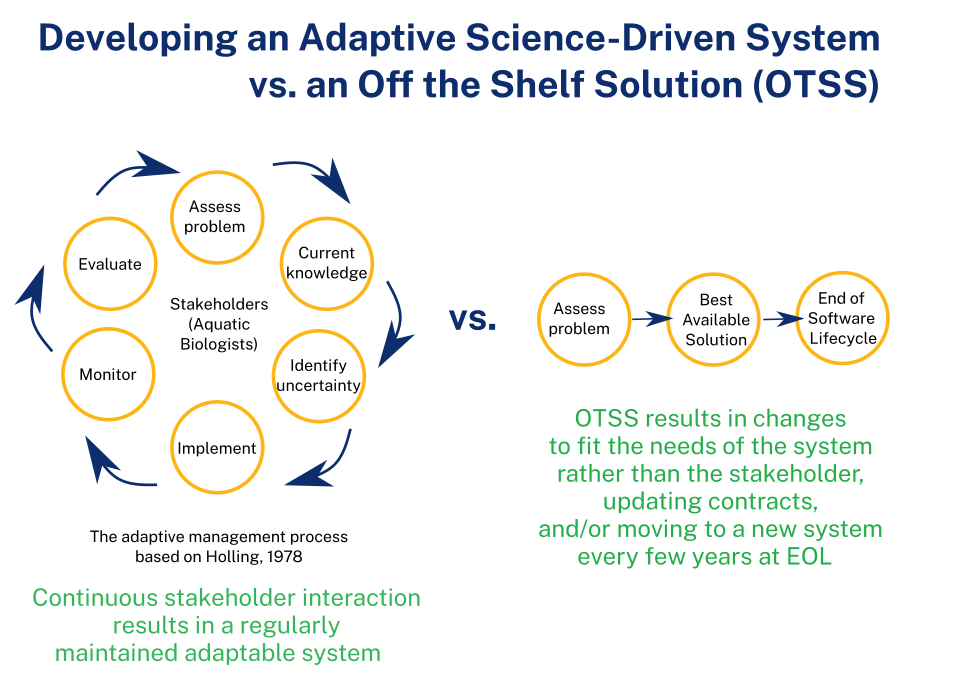 Developing an Adaptive Science-Driven System
vs. an Off the Shelf Solution (OTSS)
Assess
problem
Current
knowledge
Identify
uncertainty
Implement
Monitor
Evaluate
Stakeholders
(Aquatic
Biologists)
The adaptive management process
based on Holling, 1978
Continuous stakeholder interaction
results in a regularly
maintained adaptable system
vs.
Assess
problem
Best
Available
Solution
End of
Software
Lifecycle
OTSS results in changes
to fit the needs of the system
rather than the stakeholder,
updating contracts,
and/or moving to a new system
every few years at EOL